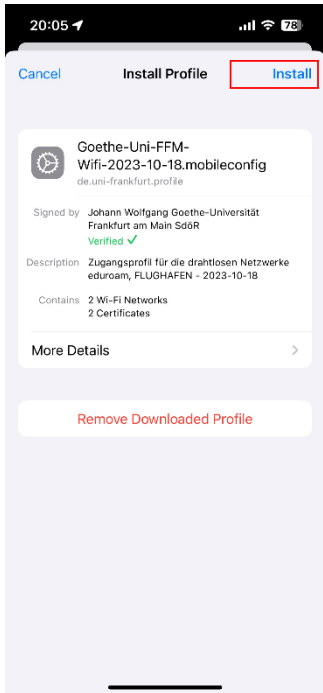 20:05 78
Cancel Install Profile Install
Goethe-Uni-FFM-
Wifi-2023-10-18.mobileconfig
de.uni-frankfurt.profile
Signed by Johann Wolfgang Goethe-Universität
Frankfurt am Main SdöR
Verified ✓
Description Zugangsprofil für die drahtlosen Netzwerke
eduroam, FLUGHAFEN - 2023-10-18
Contains 2 Wi-Fi Networks
2 Certificates
More Details
Remove Downloaded Profile